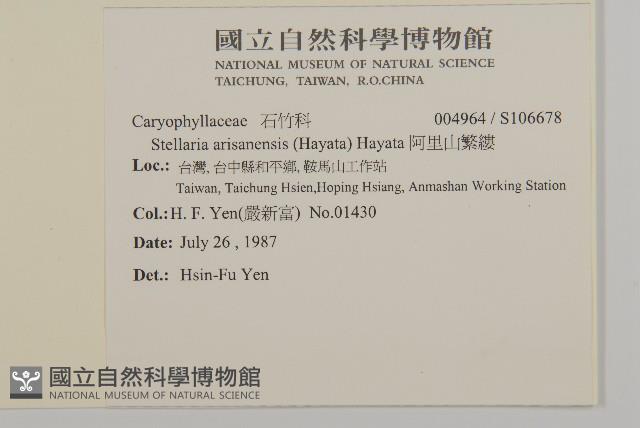 國立自然科學博物館
NATIONAL MUSEUM OF NATURAL SCIENCE
TAICHUNG, TAIWAN, R.O.CHINA
Caryophyllaceae 石竹科 004964 / S106678
Stellaria arisanensis (Hayata) Hayata 阿里山繁縷
Loc.: 台灣, 台中縣和平鄉, 鞍馬山工作站
Taiwan, Taichung Hsien,Hoping Hsiang, Anmashan Working Station
Col.: H. F. Yen(嚴新富) No.01430
Date: July 26 , 1987
Det.: Hsin-Fu Yen
國立自然科學博物館
NATIONAL MUSEUM OF NATURAL SCIENCE